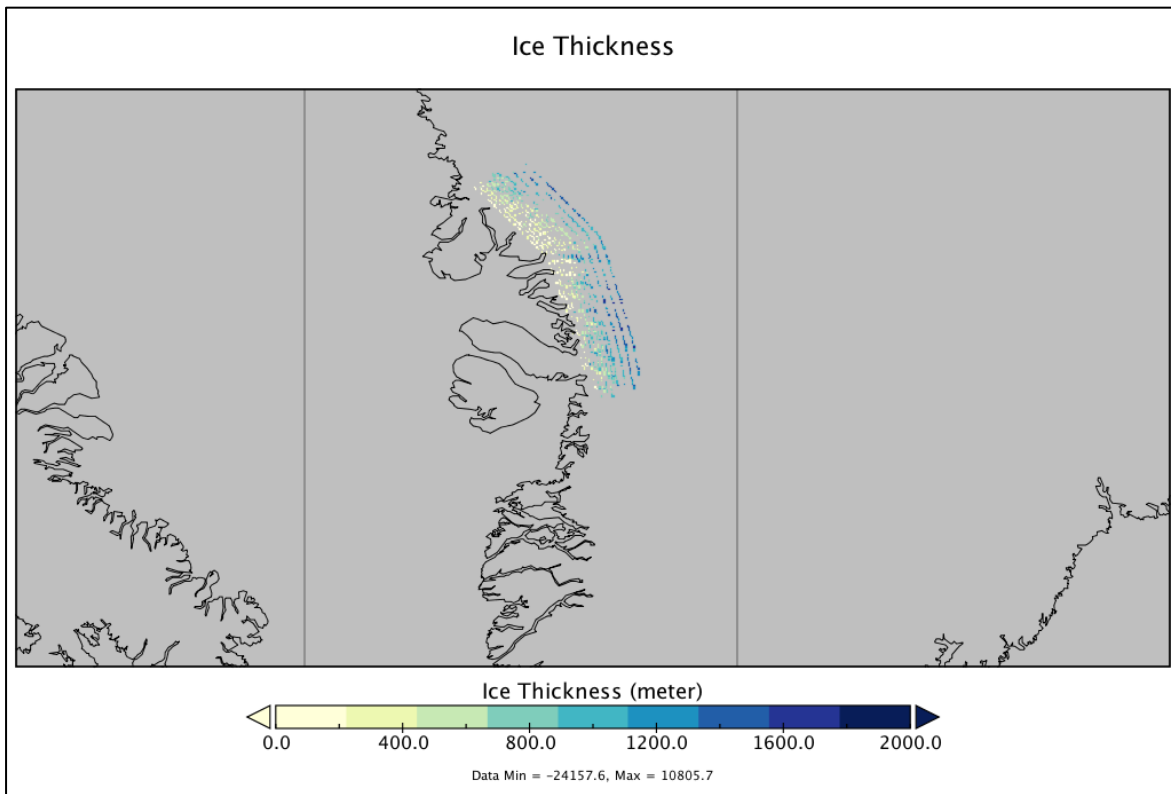 Ice Thickness
Ice Thickness (meter)
0.0 400.0 800.0 1200.0 1600.0 2000.0
Data Min = -24157.6, Max = 10805.7